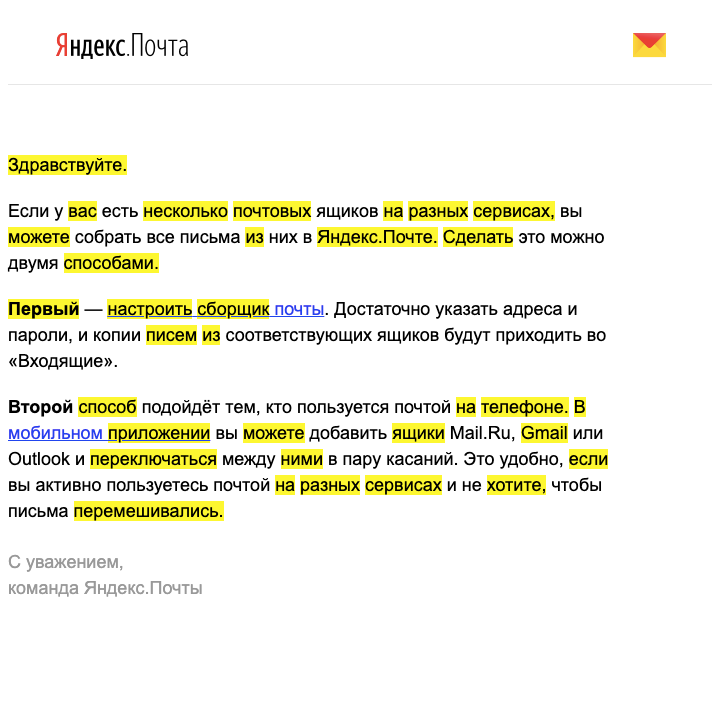 Яндекс.Почта
Здравствуйте.
Если у вас есть несколько почтовых ящиков на разных сервисах, вы
можете собрать все письма из них в Яндекс.Почте. Сделать это можно
двумя способами.
Первый — настроить сборщик почты. Достаточно указать адреса и
пароли, и копии писем из соответствующих ящиков будут приходить во
«Входящие».
Второй способ подойдёт тем, кто пользуется почтой на телефоне. В
мобильном приложении вы можете добавить ящики Mail.Ru, Gmail или
Outlook и переключаться между ними в пару касаний. Это удобно, если
вы активно пользуетесь почтой на разных сервисах и не хотите, чтобы
письма перемешивались.
С уважением,
команда Яндекс.Почты